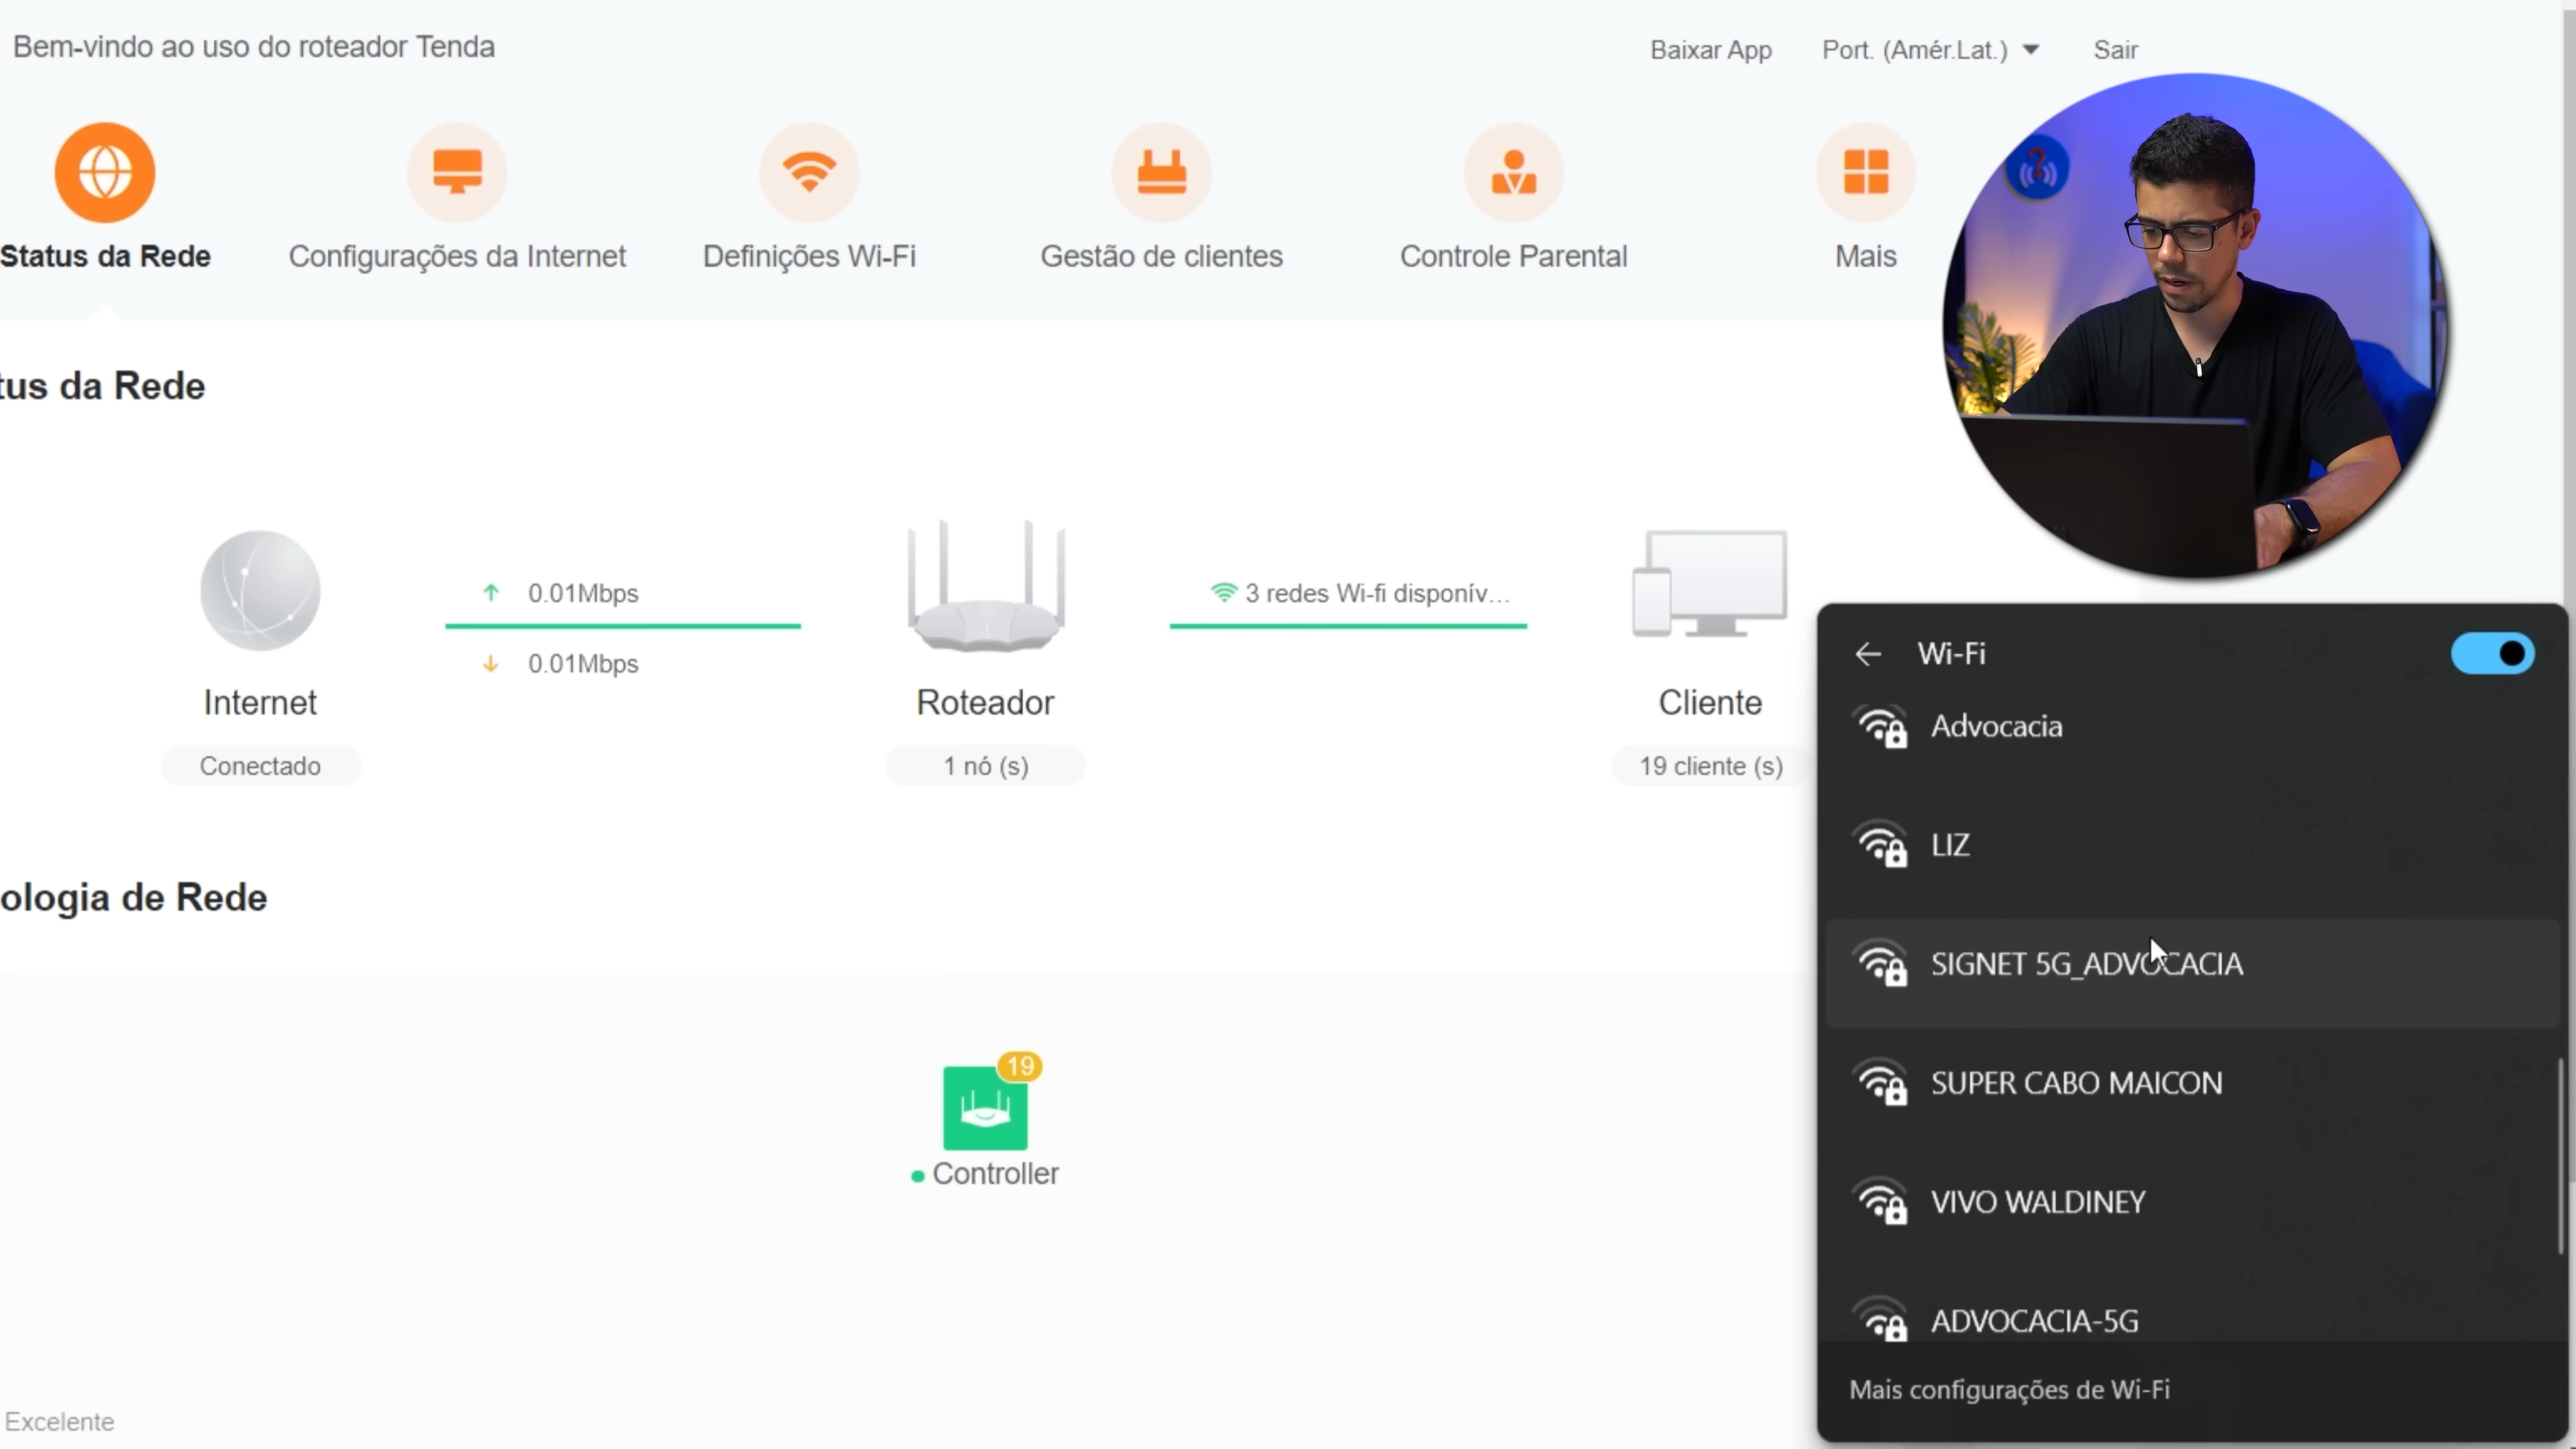 Bem-vindo ao uso do roteador Tenda
Baixar App
Port. (Amér.Lat.)
Sair
Status da Rede
Configurações da Internet
Definições Wi-Fi
Gestão de clientes
Controle Parental
Mais
tus da Rede
0.01Mbps
0.01Mbps
3 redes Wi-fi disponív...
Internet
Roteador
Cliente
Conectado
1 nó (s)
19 cliente (s)
ologia de Rede
19
Controller
Excelente
Wi-Fi
Advocacia
LIZ
SIGNET 5G_ADVOCACIA
SUPER CABO MAICON
VIVO WALDINEY
ADVOCACIA-5G
Mais configurações de Wi-Fi